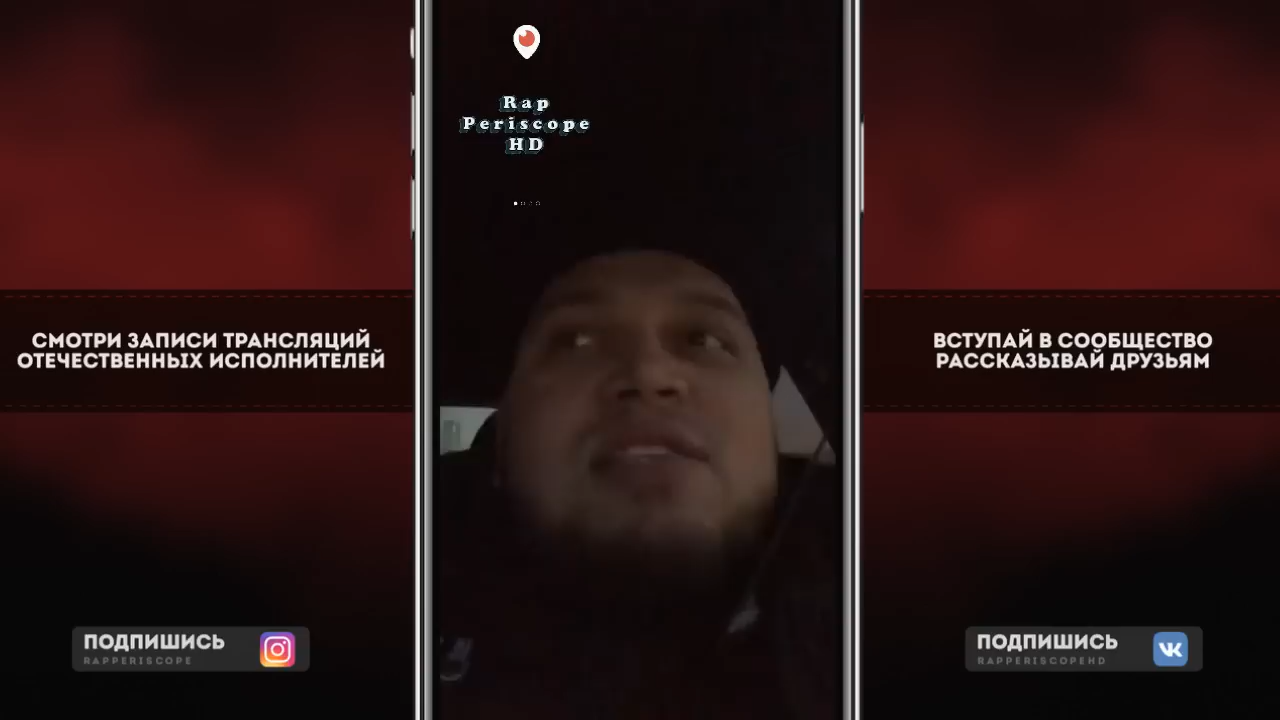 Rap
Periscope
HD
СМОТРИ ЗАПИСИ ТРАНСЛЯЦИЙ
ОТЕЧЕСТВЕННЫХ ИСПОЛНИТЕЛЕЙ
ВСТУПАЙ В СООБЩЕСТВО
РАССКАЗЫВАЙ ДРУЗЬЯМ
ПОДПИШИСЬ
RAPPERISCOPE
ПОДПИШИСЬ
RAPPERISCOPEHD